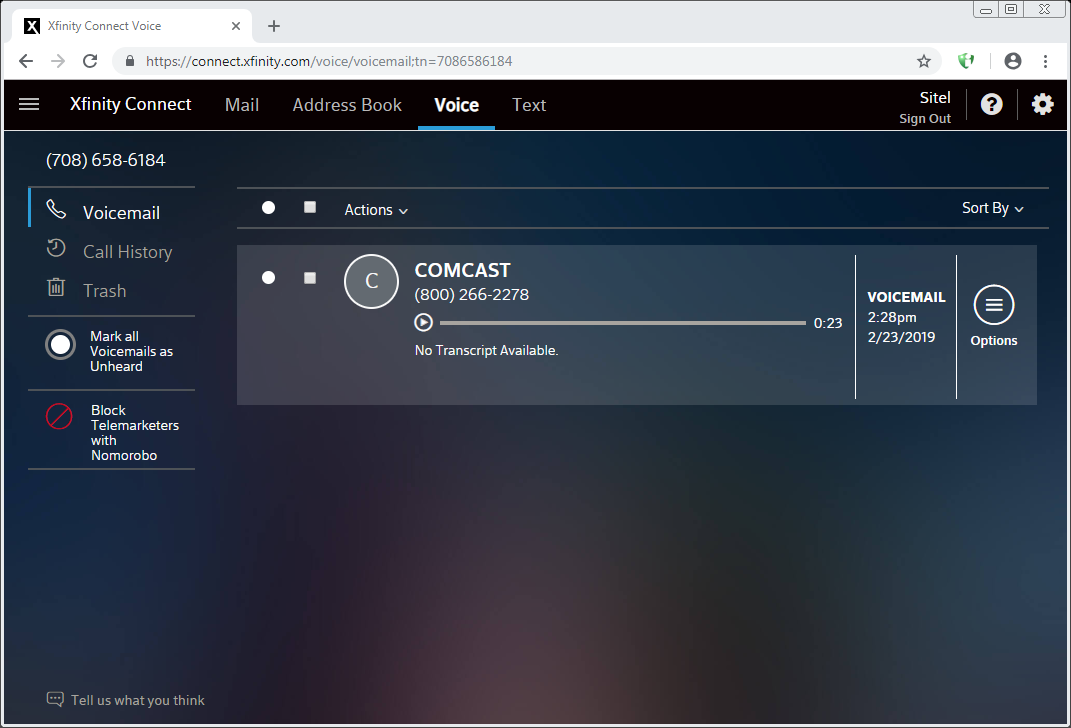 Xfinity Connect Voice
https://connect.xfinity.com/voice/voicemail;tn=7086586184
Xfinity Connect Mail Address Book Voice Text Sitel
Sign Out
(708) 658-6184
Voicemail
Call History
Trash
Mark all
Voicemails as
Unheard
Block
Telemarketers
with
Nomorobo
Actions Sort By
C
COMCAST
(800) 266-2278
0:23
No Transcript Available.
VOICEMAIL
2:28pm
2/23/2019
Options
Tell us what you think